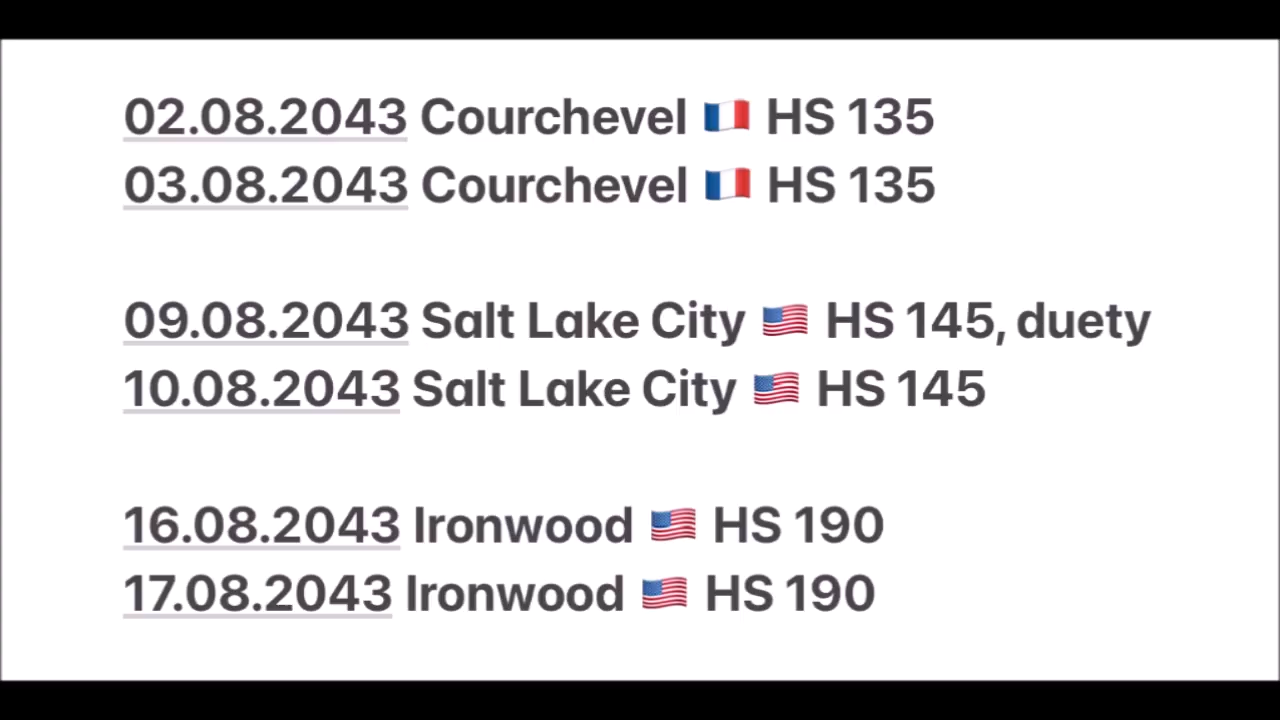 02.08.2043 Courchevel 🇫🇷 HS 135
03.08.2043 Courchevel 🇫🇷 HS 135
09.08.2043 Salt Lake City 🇺🇸 HS 145, duety
10.08.2043 Salt Lake City 🇺🇸 HS 145
16.08.2043 Ironwood 🇺🇸 HS 190
17.08.2043 Ironwood 🇺🇸 HS 190